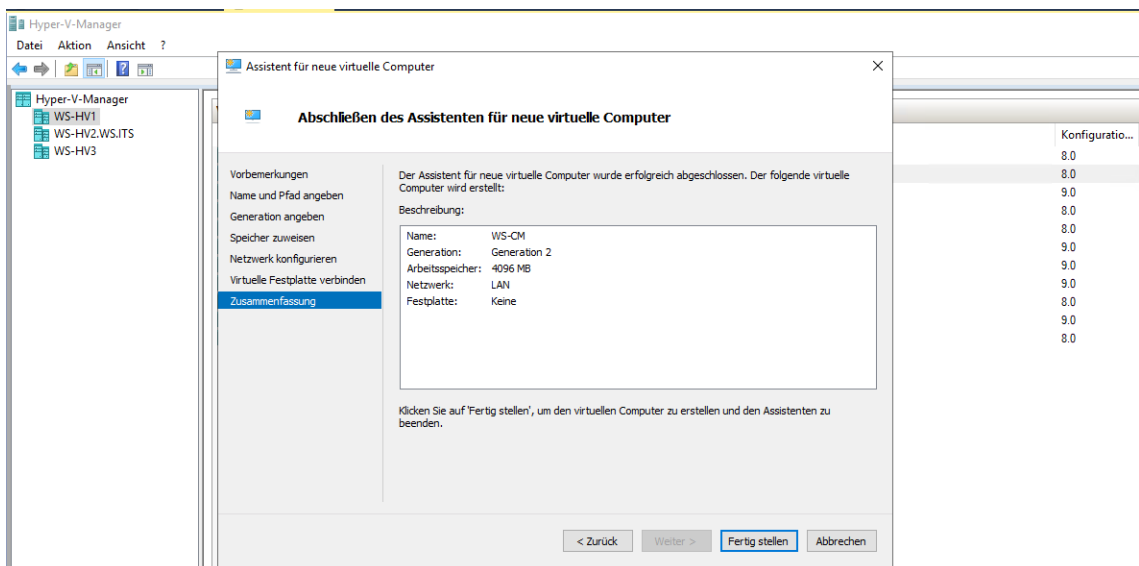 Hyper-V-Manager
Datei Aktion Ansicht ?
Hyper-V-Manager
WS-HV1
WS-HV2.WS.ITS
WS-HV3
Assistent für neue virtuelle Computer
Abschließen des Assistenten für neue virtuelle Computer
Vorbemerkungen
Name und Pfad angeben
Generation angeben
Speicher zuweisen
Netzwerk konfigurieren
Virtuelle Festplatte verbinden
Zusammenfassung
Der Assistent für neue virtuelle Computer wurde erfolgreich abgeschlossen. Der folgende virtuelle
Computer wird erstellt:
Beschreibung:
Name: WS-CM
Generation: Generation 2
Arbeitsspeicher: 4096 MB
Netzwerk: LAN
Festplatte: Keine
Klicken Sie auf 'Fertig stellen', um den virtuellen Computer zu erstellen und den Assistenten zu
beenden.
< Zurück Weiter > Fertig stellen Abbrechen
Konfiguratio...
8.0
8.0
9.0
8.0
8.0
9.0
9.0
9.0
8.0
9.0
8.0